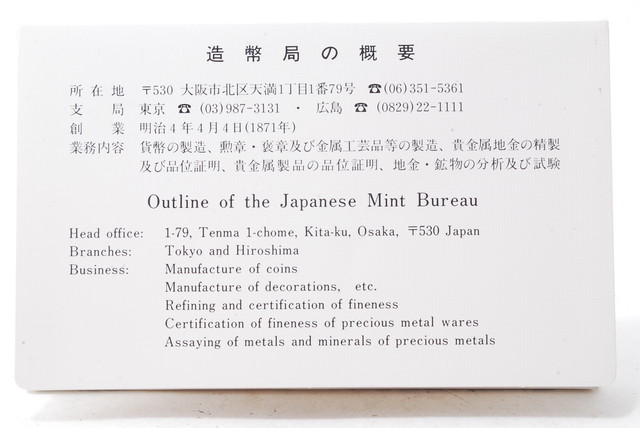 造幣局の概要
所在地 〒530 大阪市北区天満1丁目1番79号 ☎(06)351-5361
支局 東京 ☎ (03)987-3131 ・ 広島 ☎ (0829)22-1111
創業 明治4年4月4日(1871年)
業務内容 貨幣の製造、勲章・褒章及び金属工芸品等の製造、貴金属地金の精製
及び品位証明、貴金属製品の品位証明、地金・鉱物の分析及び試験
Outline of the Japanese Mint Bureau
Head office: 1-79, Tenma 1-chome, Kita-ku, Osaka, 〒530 Japan
Branches: Tokyo and Hiroshima
Business: Manufacture of coins
Manufacture of decorations, etc.
Refining and certification of fineness
Certification of fineness of precious metal wares
Assaying of metals and minerals of precious metals